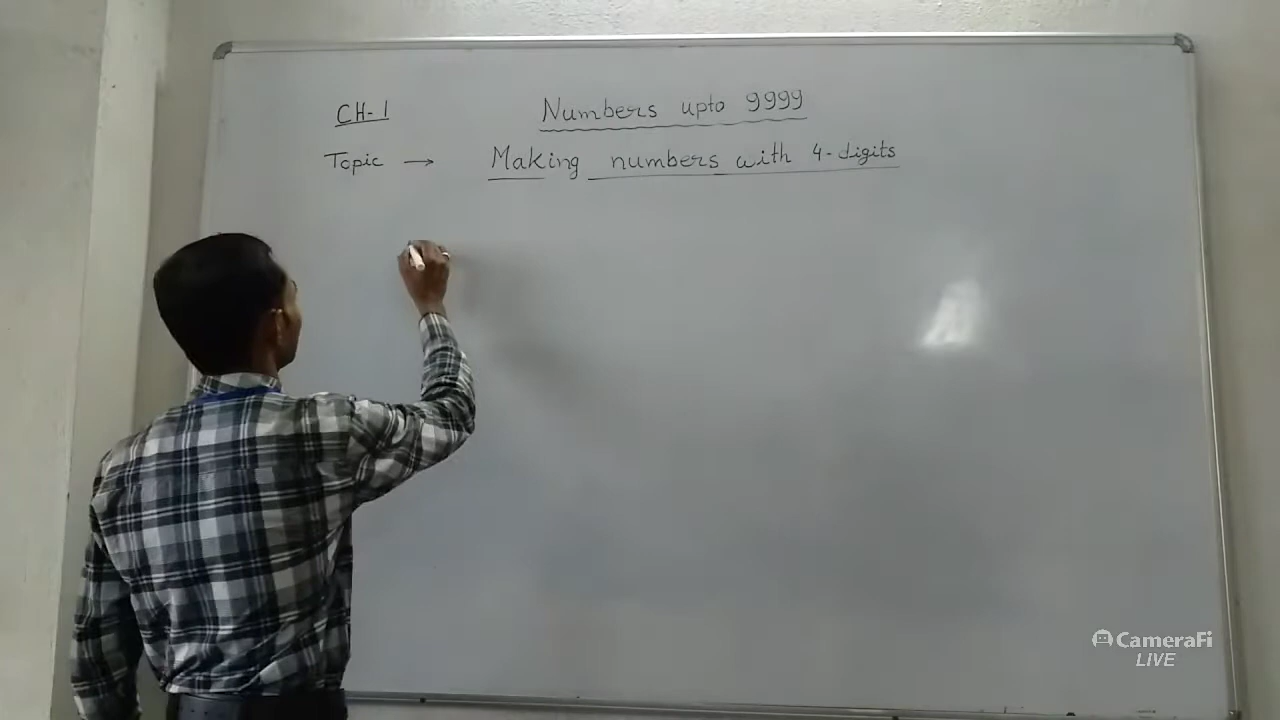 CH-1 Numbers upto 9999
Topic → Making numbers with 4-digits
CameraFi
LIVE